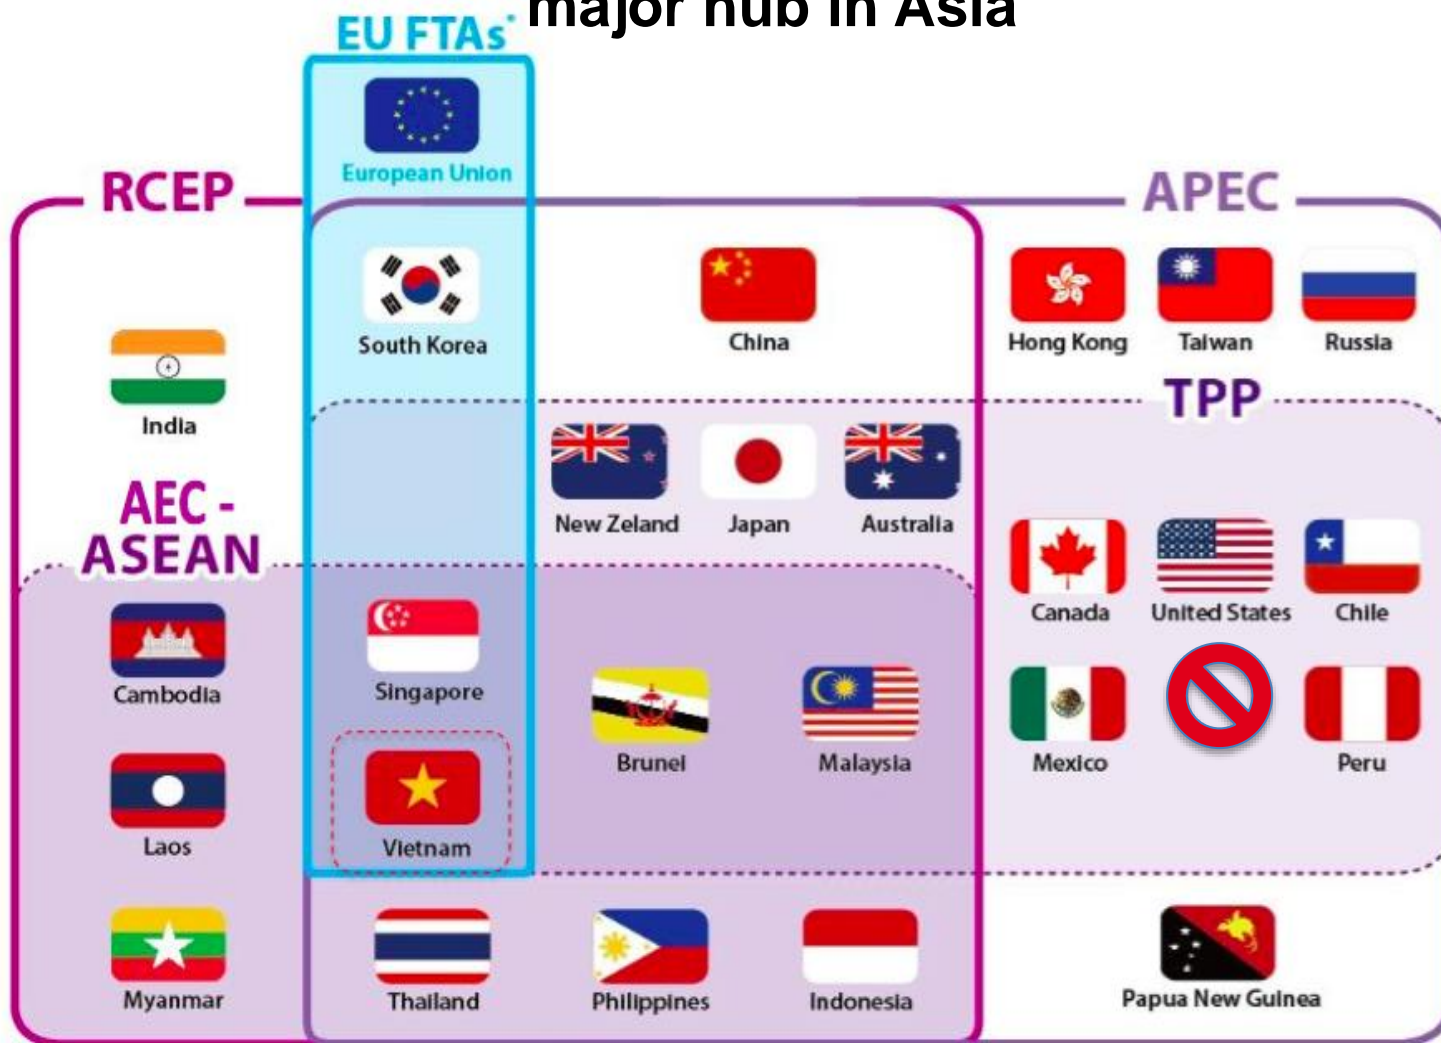 major hub in Asia
EU FTAs*
European Union
RCEP
APEC
South Korea
China
Hong Kong
Taiwan
Russia
India
TPP
New Zeland
Japan
Australia
AEC -
ASEAN
Canada
United States
Chile
Cambodia
Singapore
Brunei
Malaysia
Mexico
Peru
Laos
Vietnam
Myanmar
Thailand
Philippines
Indonesia
Papua New Guinea